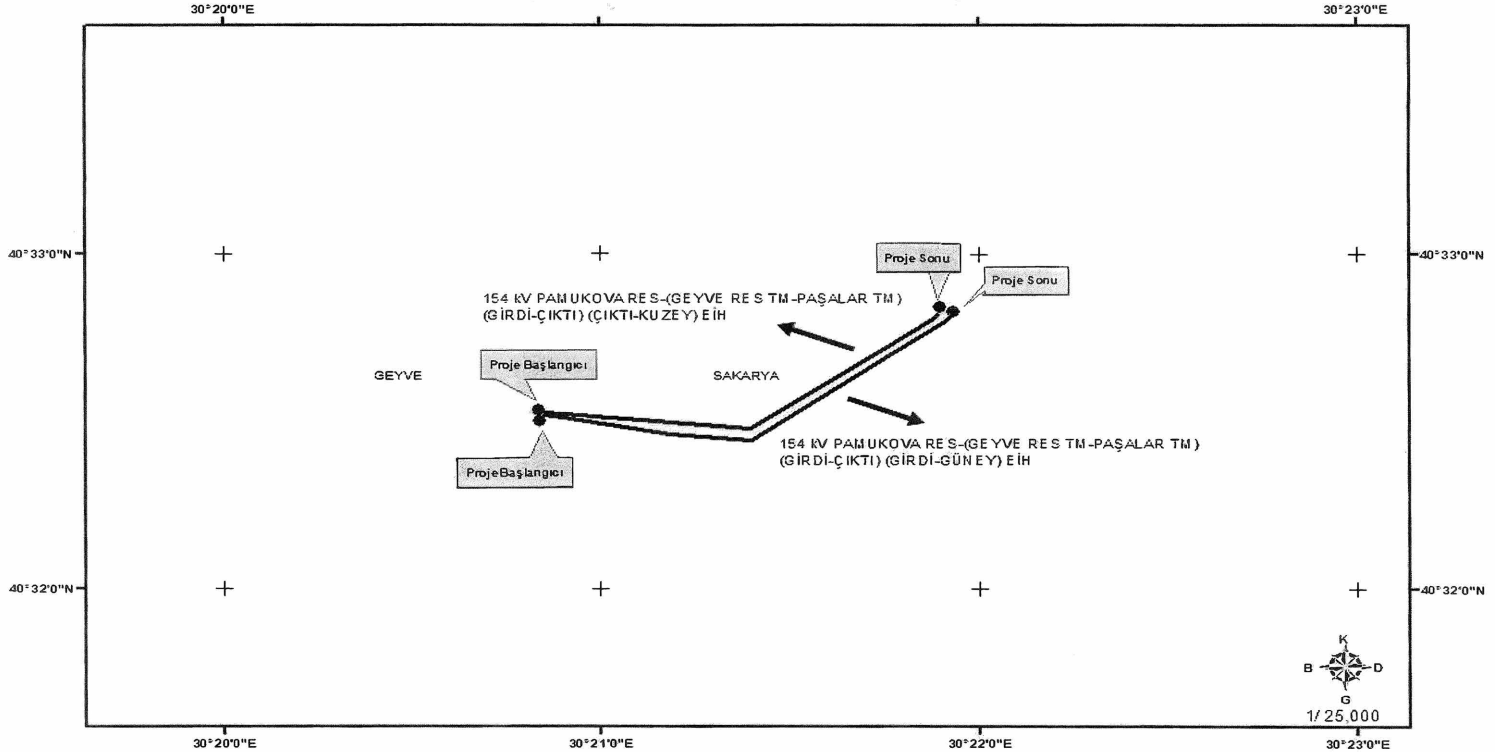 30°20'0"E
30°23'0"E
40°33'0"N
40°33'0"N
Proje Sonu
Proje Sonu
154 kV PAMUKOVA RES-(GEYVE RES TM-PAŞALAR TM)
(GİRDİ-ÇIKTI) (ÇIKTI-KUZEY) EİH
Proje Başlangıcı
GEYVE
SAKARYA
154 kV PAMUKOVA RES-(GEYVE RES TM-PAŞALAR TM)
(GİRDİ-ÇIKTI) (GİRDİ-GÜNEY) EİH
Proje Başlangıcı
40°32'0"N
40°32'0"N
K
B
D
G
1/25,000
30°20'0"E
30°21'0"E
30°22'0"E
30°23'0"E